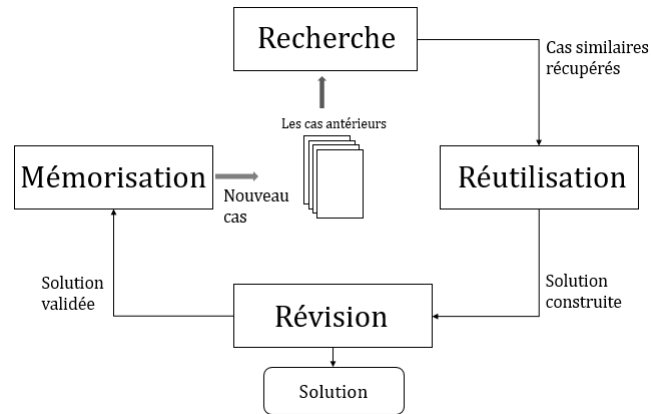 Recherche
Cas similaires
récupérés
Les cas antérieurs
Mémorisation
Nouveau
cas
Réutilisation
Solution
validée
Solution
construite
Révision
Solution